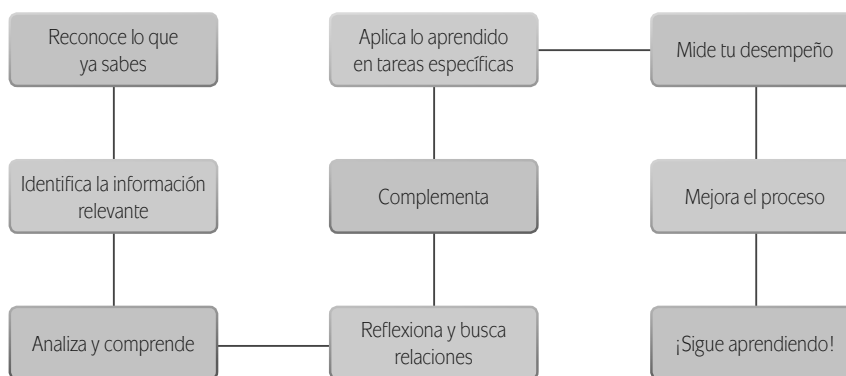 Reconoce lo que
ya sabes
Identifica la información
relevante
Analiza y comprende
Reflexiona y busca
relaciones
Complementa
Aplica lo aprendido
en tareas específicas
Mide tu desempeño
Mejora el proceso
¡Sigue aprendiendo!